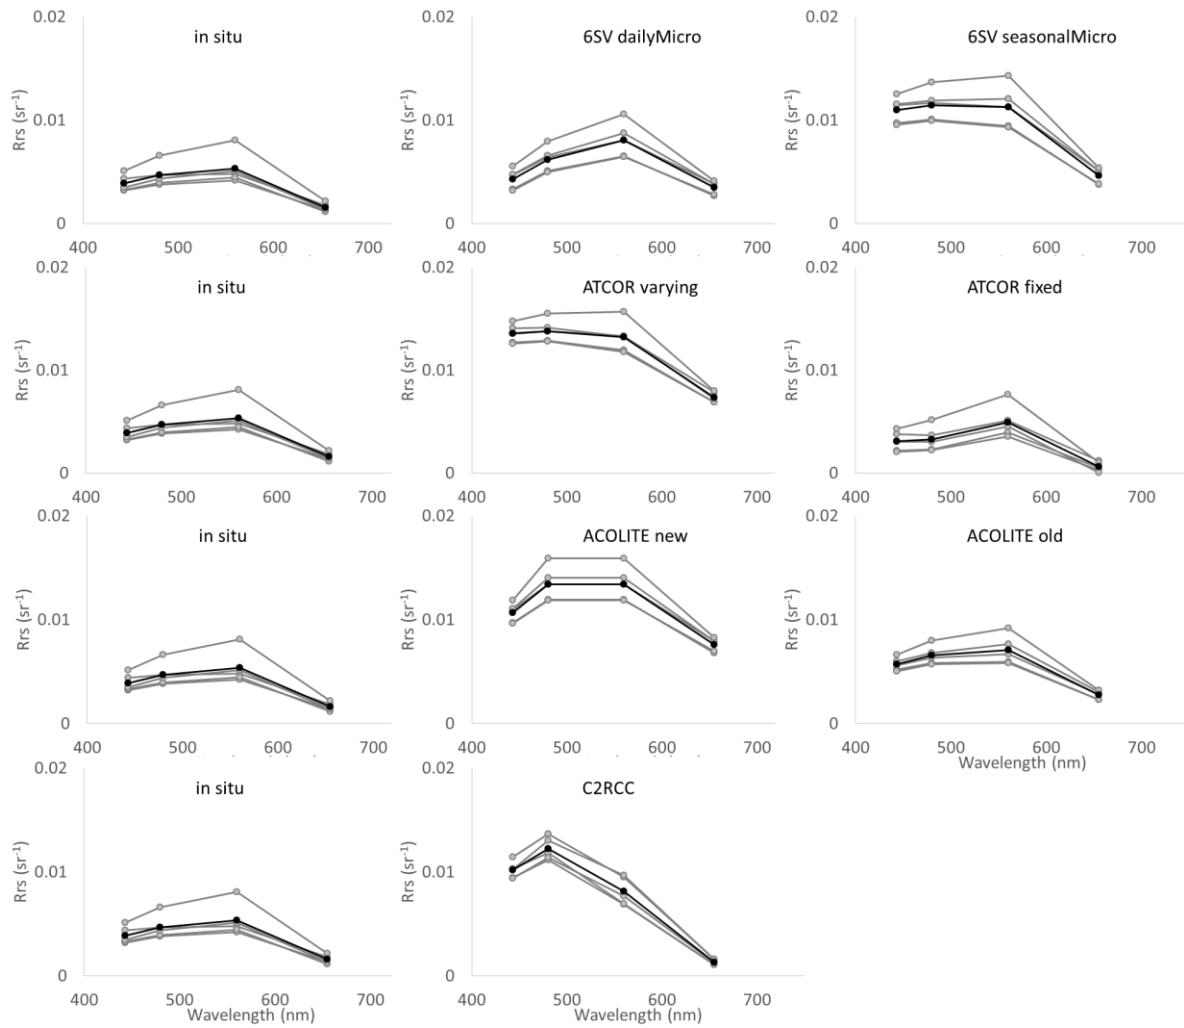 0.02
0.02
0.02
in situ
6SV dailyMicro
6SV seasonalMicro
Rrs (sr⁻¹)
Rrs (sr⁻¹)
Rrs (sr⁻¹)
0.01
0.01
0.01
0
0
0
400 500 600 700
400 500 600 700
400 500 600 700
0.02
0.02
0.02
in situ
ATCOR varying
ATCOR fixed
Rrs (sr⁻¹)
Rrs (sr⁻¹)
Rrs (sr⁻¹)
0.01
0.01
0.01
0
0
0
400 500 600 700
400 500 600 700
400 500 600 700
0.02
0.02
0.02
in situ
ACOLITE new
ACOLITE old
Rrs (sr⁻¹)
Rrs (sr⁻¹)
Rrs (sr⁻¹)
0.01
0.01
0.01
0
0
0
400 500 600 700
400 500 600 700
400 500 600 700
Wavelength (nm)
0.02
0.02
in situ
C2RCC
Rrs (sr⁻¹)
Rrs (sr⁻¹)
0.01
0.01
0
0
400 500 600 700
400 500 600 700
Wavelength (nm)
Wavelength (nm)